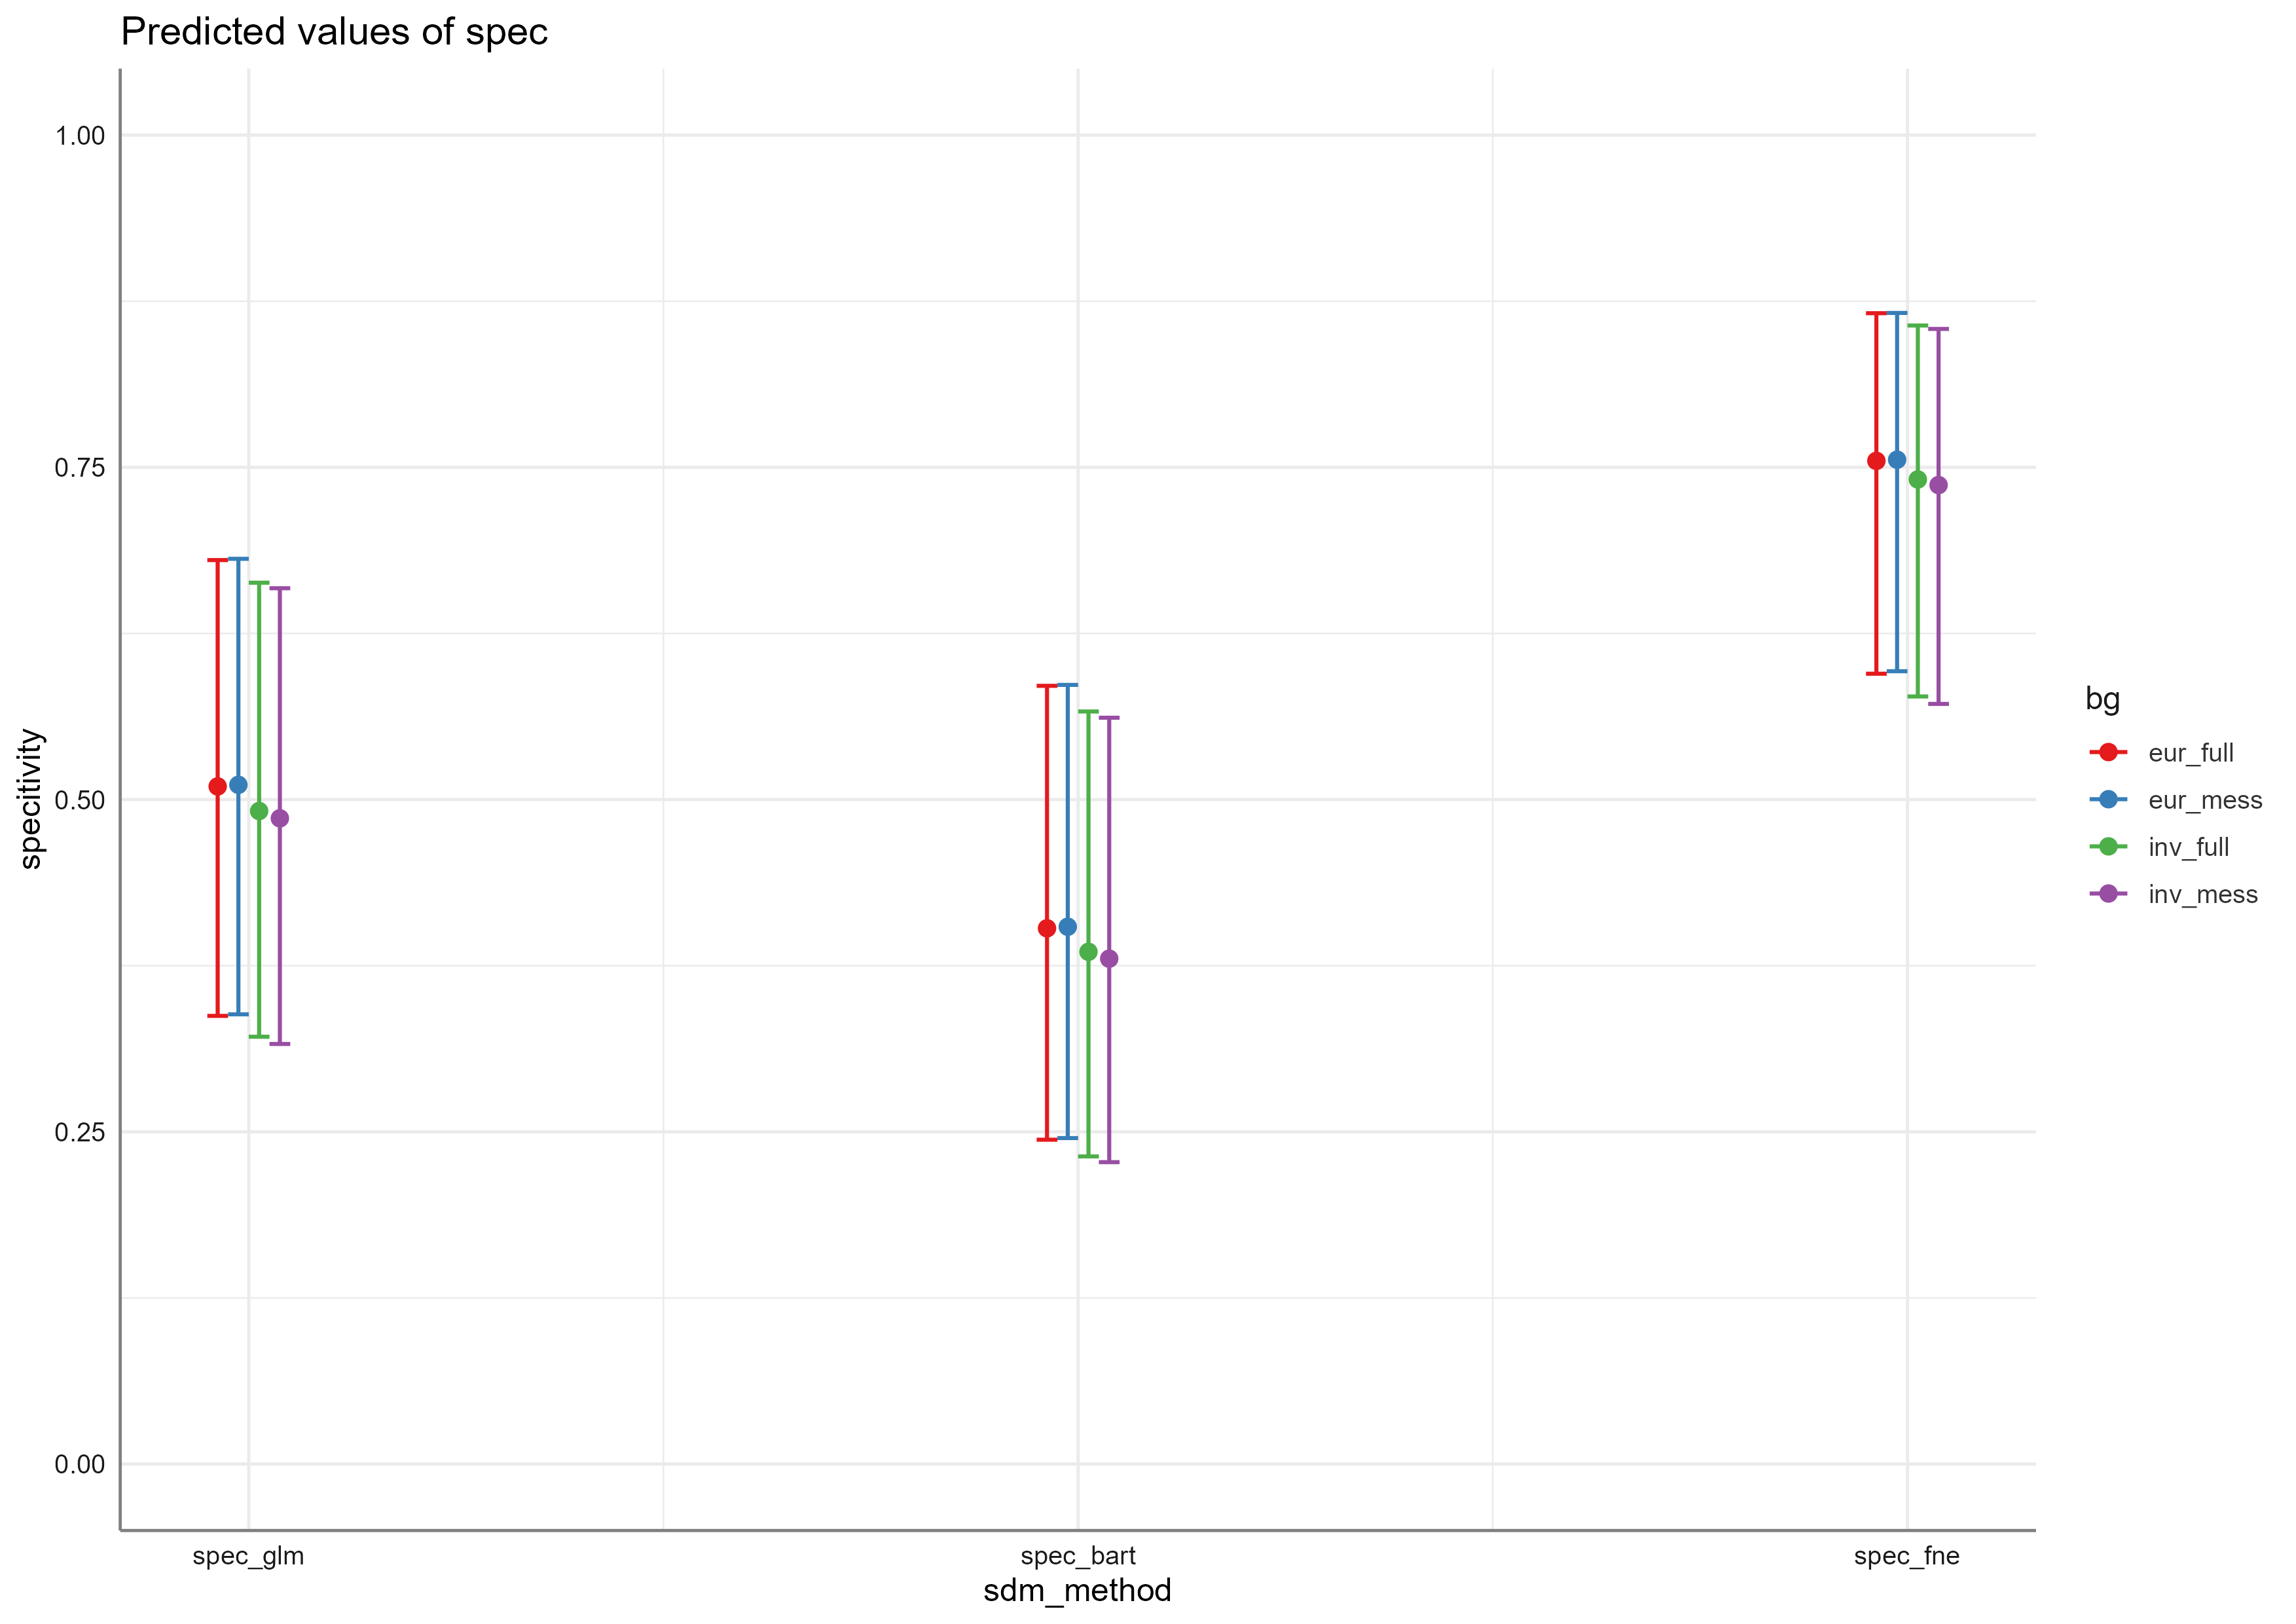 Predicted values of spec
1.00
0.75
0.50
0.25
0.00
specitivity
spec_glm
spec_bart
spec_fne
sdm_method
bg
eur_full
eur_mess
inv_full
inv_mess